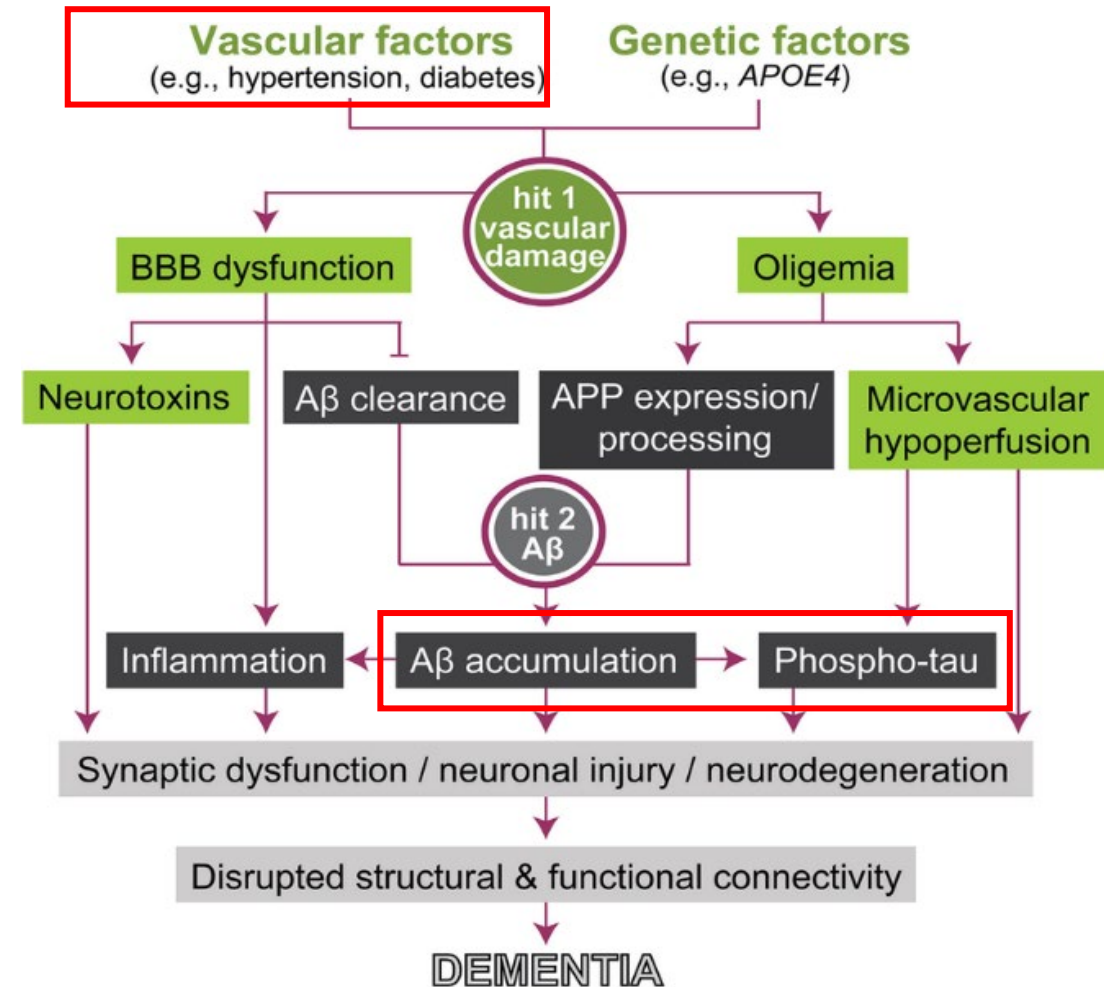 Vascular factors
(e.g., hypertension, diabetes)
Genetic factors
(e.g., APOE4)
hit 1
vascular
damage
BBB dysfunction
Oligemia
Neurotoxins
Aβ clearance
APP expression/
processing
Microvascular
hypoperfusion
hit 2
Aβ
Inflammation
Aβ accumulation
Phospho-tau
Synaptic dysfunction / neuronal injury / neurodegeneration
Disrupted structural & functional connectivity
DEMENTIA